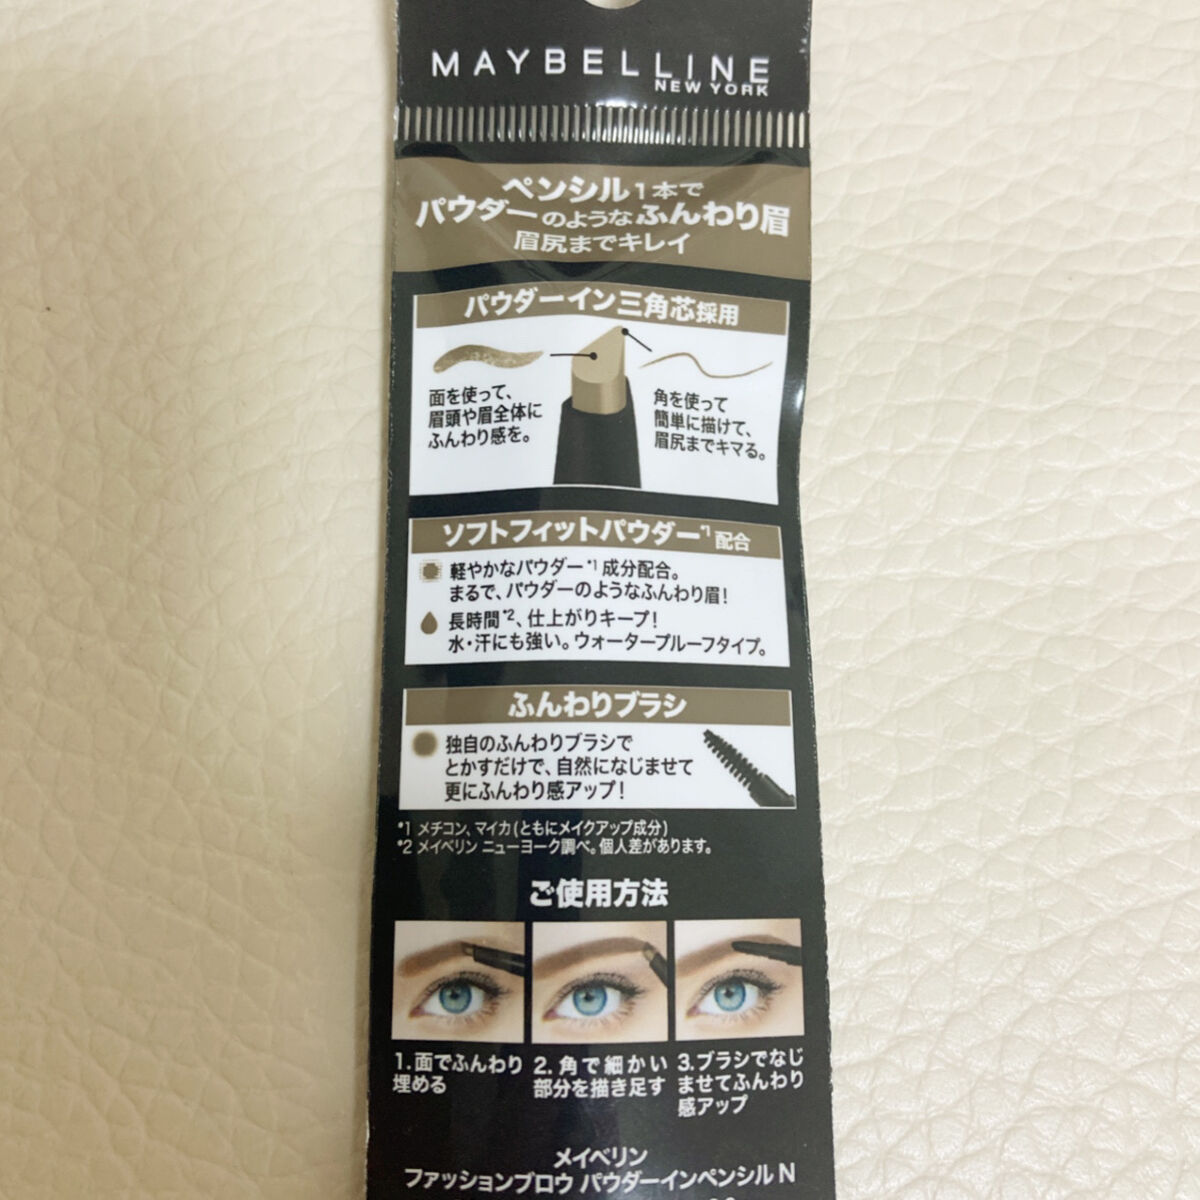 MAYBELLINE
NEW YORK
ペンシル1本で
パウダーのようなふんわり眉
眉尻までキレイ
パウダーイン三角芯採用
面を使って、
眉頭や眉全体に
ふんわり感を。
角を使って
簡単に描けて、
眉尻までキマる。
ソフトフィットパウダー*1配合
軽やかなパウダー*1成分配合。
まるで、パウダーのようなふんわり眉!
長時間*2、仕上がりキープ!
水・汗にも強い。ウォータープルーフタイプ。
ふんわりブラシ
独自のふんわりブラシで
とかすだけで、自然になじませて
更にふんわり感アップ!
*1 メチコン、マイカ(ともにメイクアップ成分)
*2 メイベリン ニューヨーク調べ。個人差があります。
ご使用方法
1.面でふんわり
埋める
2.角で細かい
部分を描き足す
3.ブラシでなじ
ませてふんわり
感アップ
メイベリン
ファッションブロウ パウダーインペンシル N